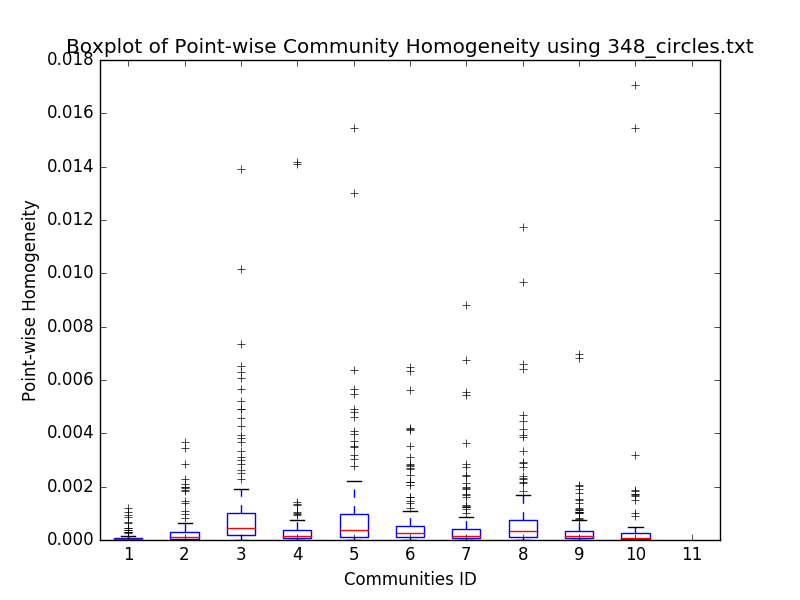 Boxplot of Point-wise Community Homogeneity using 348_circles.txt
0.018
0.016
0.014
0.012
0.010
0.008
0.006
0.004
0.002
0.000
Point-wise Homogeneity
1 2 3 4 5 6 7 8 9 10 11
Communities ID